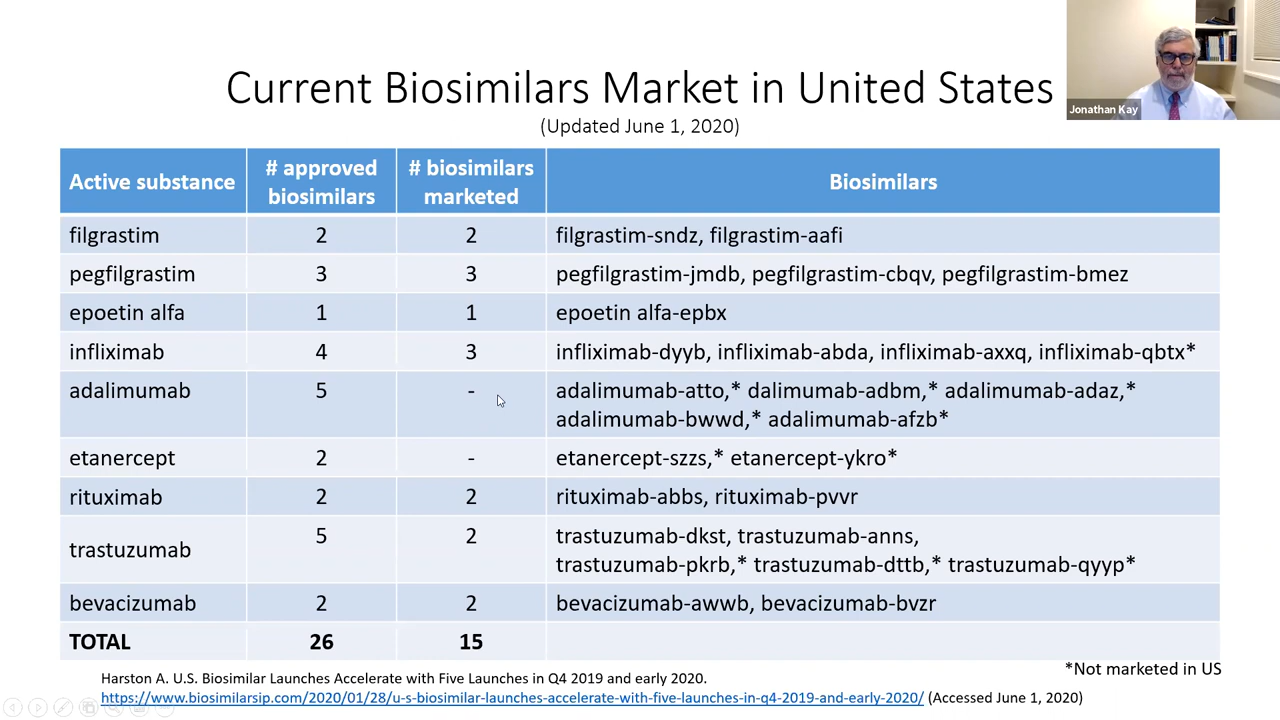 Jonathan Kay
Current Biosimilars Market in United States
(Updated June 1, 2020)
Active substance
# approved
biosimilars
# biosimilars
marketed
Biosimilars
filgrastim 2 2 filgrastim-sndz, filgrastim-aafi
pegfilgrastim 3 3 pegfilgrastim-jmdb, pegfilgrastim-cbqv, pegfilgrastim-bmez
epoetin alfa 1 1 epoetin alfa-epbx
infliximab 4 3 infliximab-dyyb, infliximab-abda, infliximab-axxq, infliximab-qbtx*
adalimumab 5 - adalimumab-atto,* dalimumab-adbm,* adalimumab-adaz,*
adalimumab-bwwd,* adalimumab-afzb*
etanercept 2 - etanercept-szzs,* etanercept-ykro*
rituximab 2 2 rituximab-abbs, rituximab-pvvr
trastuzumab 5 2 trastuzumab-dkst, trastuzumab-anns,
trastuzumab-pkrb,* trastuzumab-dttb,* trastuzumab-qyyp*
bevacizumab 2 2 bevacizumab-awwb, bevacizumab-bvzr
TOTAL 26 15
*Not marketed in US
Harston A. U.S. Biosimilar Launches Accelerate with Five Launches in Q4 2019 and early 2020.
https://www.biosimilarsip.com/2020/01/28/u-s-biosimilar-launches-accelerate-with-five-launches-in-q4-2019-and-early-2020/ (Accessed June 1, 2020)